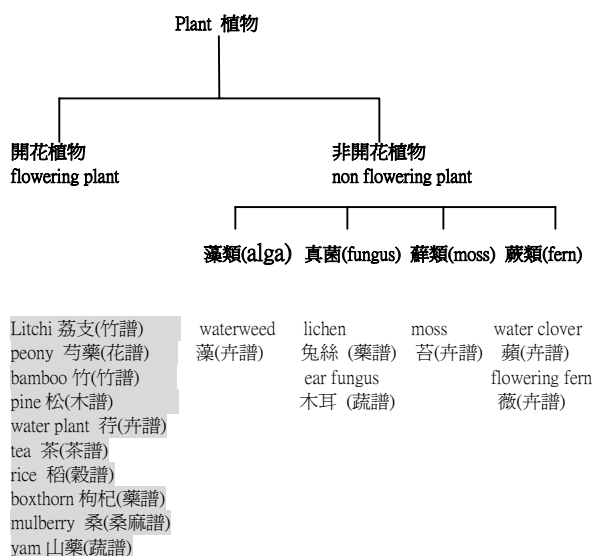 Plant 植物
開花植物
flowering plant
非開花植物
non flowering plant
藻類(alga) 真菌(fungus) 蘚類(moss) 蕨類(fern)
Litchi 荔支(竹譜) waterweed lichen moss water clover
peony 芍藥(花譜) 藻(卉譜) 兔絲 (藥譜) 苔(卉譜) 蘋(卉譜)
bamboo 竹(竹譜) ear fungus flowering fern
pine 松(木譜) 木耳 (蔬譜) 薇(卉譜)
water plant 荇(卉譜)
tea 茶(茶譜)
rice 稻(穀譜)
boxthorn 枸杞(藥譜)
mulberry 桑(桑麻譜)
yam 山藥(蔬譜)